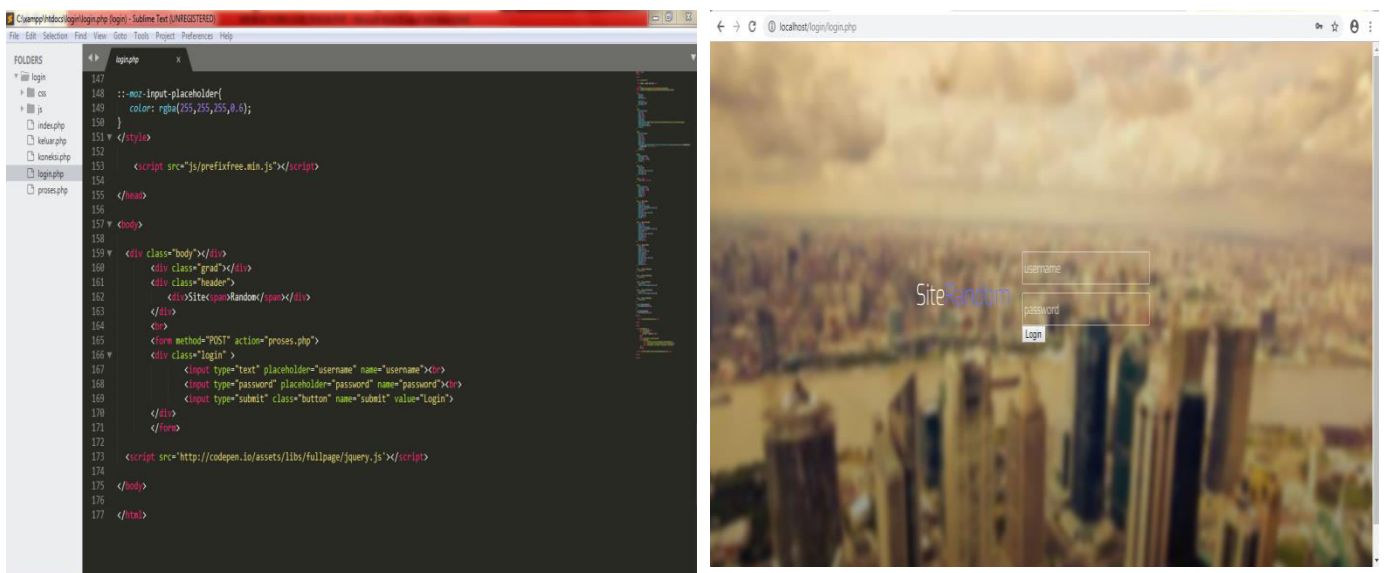 C:\xampp\htdocs\login\login.php (login) - Sublime Text (UNREGISTERED)
File Edit Selection Find View Goto Tools Project Preferences Help
FOLDERS
login
css
js
index.php
keluar.php
koneksi.php
login.php
proses.php
login.php x
147
148 ::-moz-input-placeholder{
149 color: rgba(255,255,255,0.6);
150 }
151 </style>
152
153 <script src="js/prefixfree.min.js"></script>
154
155 </head>
156
157 <body>
158
159 <div class="body"></div>
160 <div class="grad"></div>
161 <div class="header">
162 <div>Site<span>Random</span></div>
163 </div>
164 <br>
165 <form method="POST" action="proses.php">
166 <div class="login" >
167 <input type="text" placeholder="username" name="username"><br>
168 <input type="password" placeholder="password" name="password"><br>
169 <input type="submit" class="button" name="submit" value="Login">
170 </div>
171 </form>
172
173 <script src='http://codepen.io/assets/libs/fullpage/jquery.js'></script>
174
175 </body>
176
177 </html>
localhost/login/login.php
SiteRandom
username
password
Login